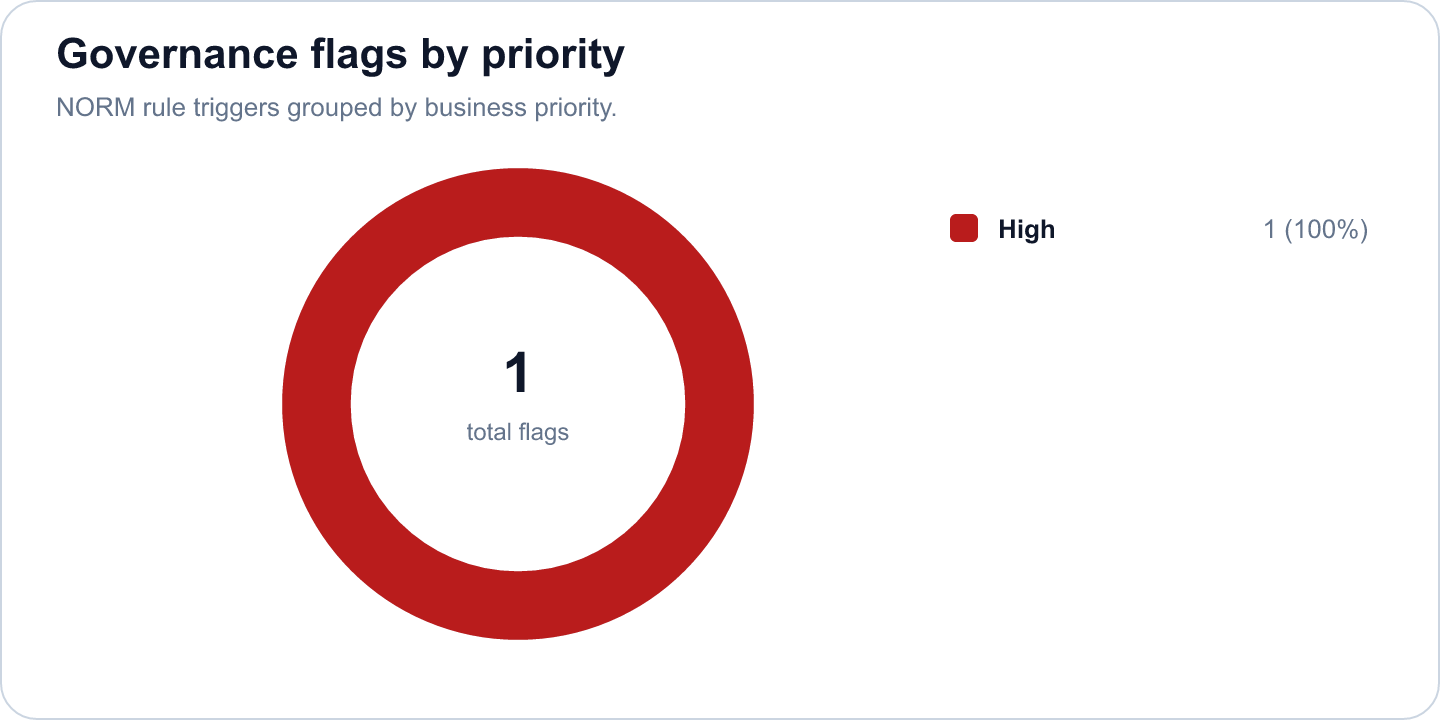 Governance flags by priority
NORM rule triggers grouped by business priority.
High 1 (100%)
1
total flags